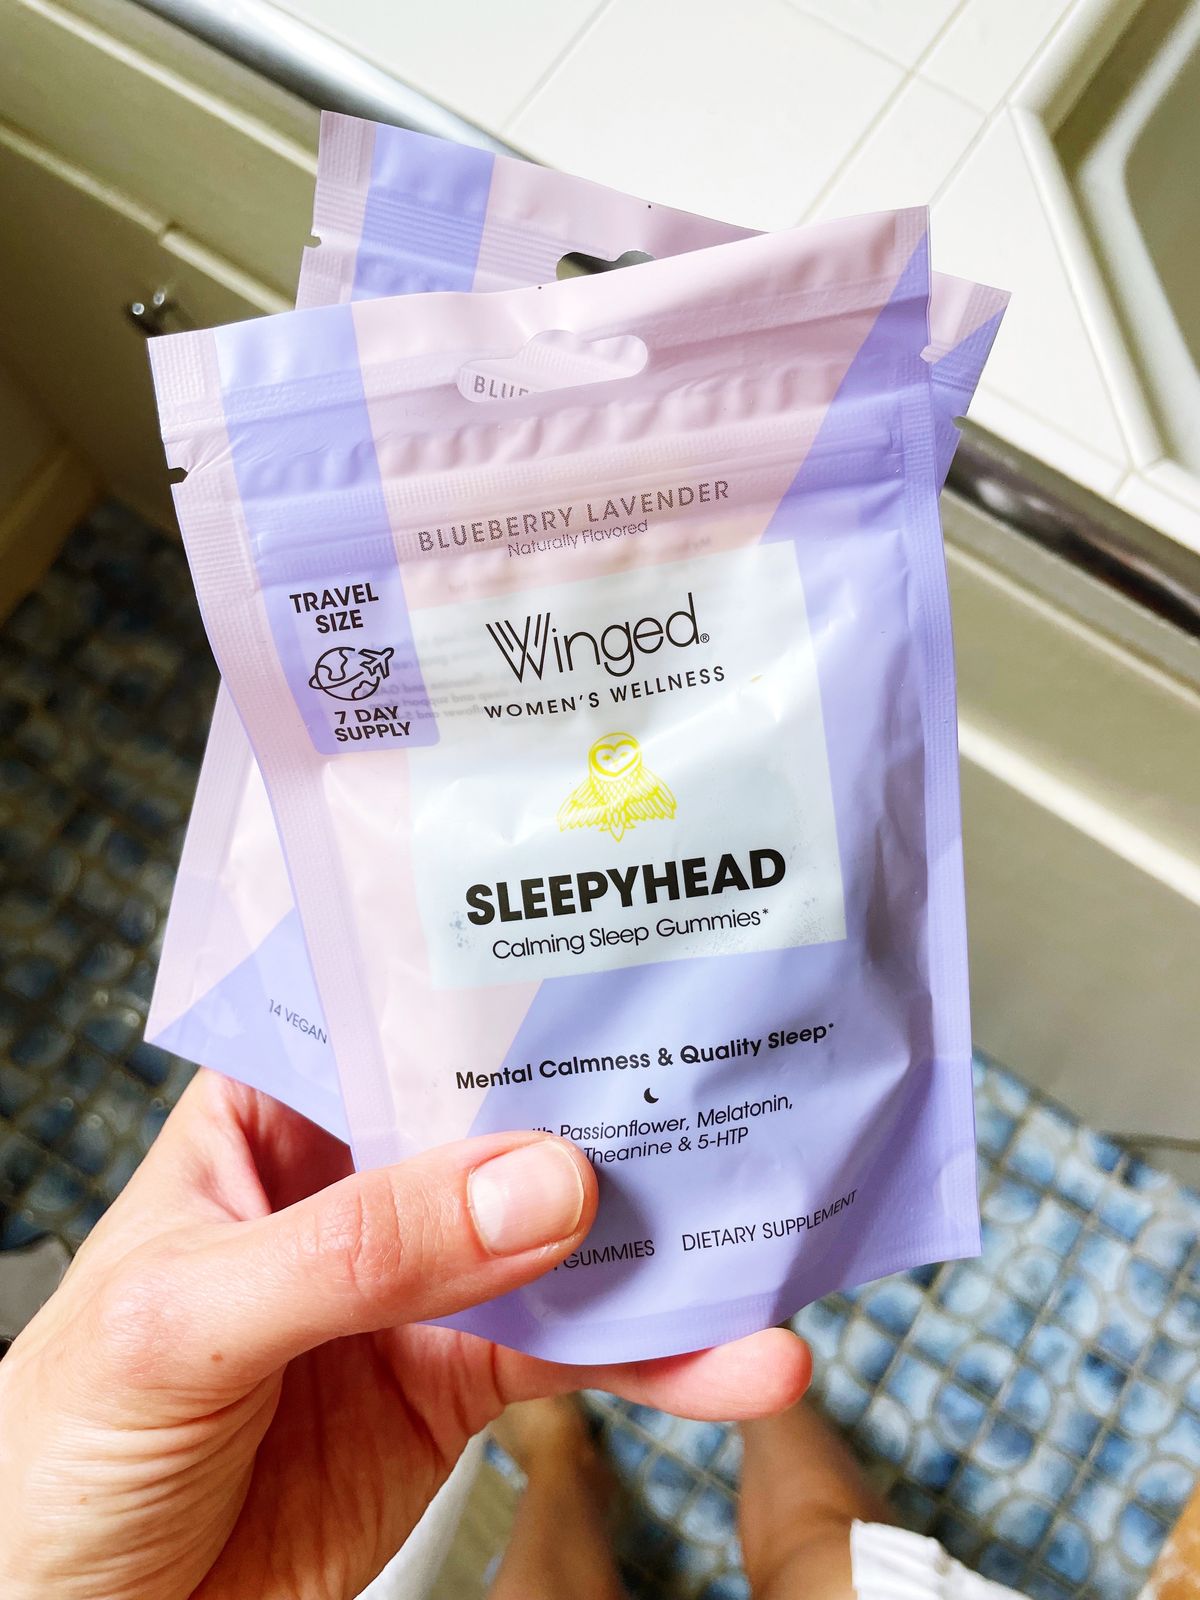 BLUE
BLUEBERRY LAVENDER
Naturally Flavored
TRAVEL
SIZE
7 DAY
SUPPLY
Winged®
WOMEN'S WELLNESS
SLEEPYHEAD
Calming Sleep Gummies*
Mental Calmness & Quality Sleep*
Passionflower, Melatonin,
Theanine & 5-HTP
GUMMIES DIETARY SUPPLEMENT
14 VEGAN